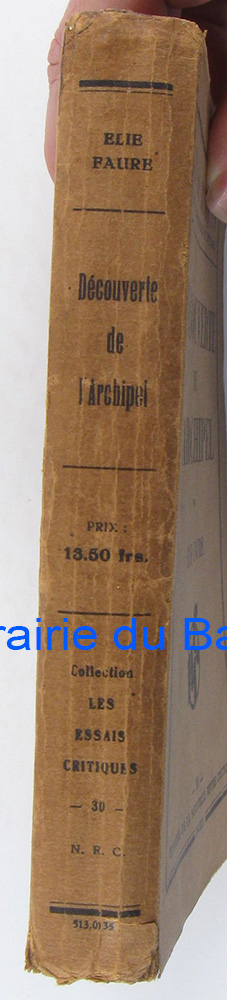 ELIE
FAURE
Découverte
de
l'Archipel
PRIX :
13.50 frs.
rairie du Ba
Collection
LES
ESSAIS
CRITIQUES
— 30 —
N. R. C.